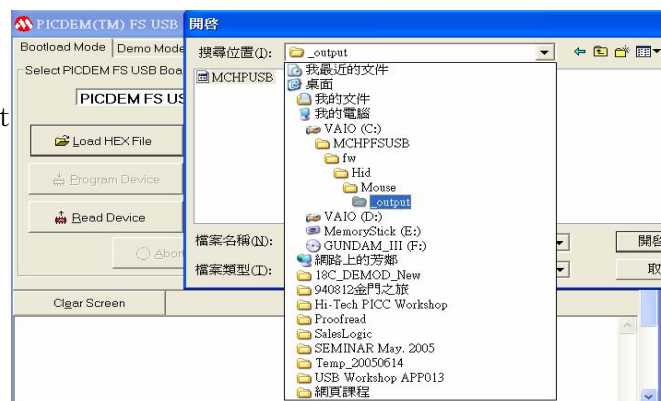 PICDEM(TM) FS USB
開啓
Bootload Mode
Demo Mode
搜尋位置(I):
_output
Select PICDEM FS USB Boa
PICDEM FS US
t
MCHPUSB
Load HEX File
Program Device
Read Device
Abor
Clear Screen
我最近的文件
桌面
我的文件
我的電腦
VAIO (C:)
MCHPFSUSB
fw
Hid
Mouse
_output
VAIO (D:)
MemoryStick (E:)
GUNDAM_III (F:)
網路上的芳鄰
18C_DEMOD_New
940812金門之旅
Hi-Tech PICC Workshop
Proofread
SalesLogic
SEMINAR May. 2005
Temp_20050614
USB Workshop APP013
網頁課程
檔案名稱(N):
開啓
檔案類型(T):
取